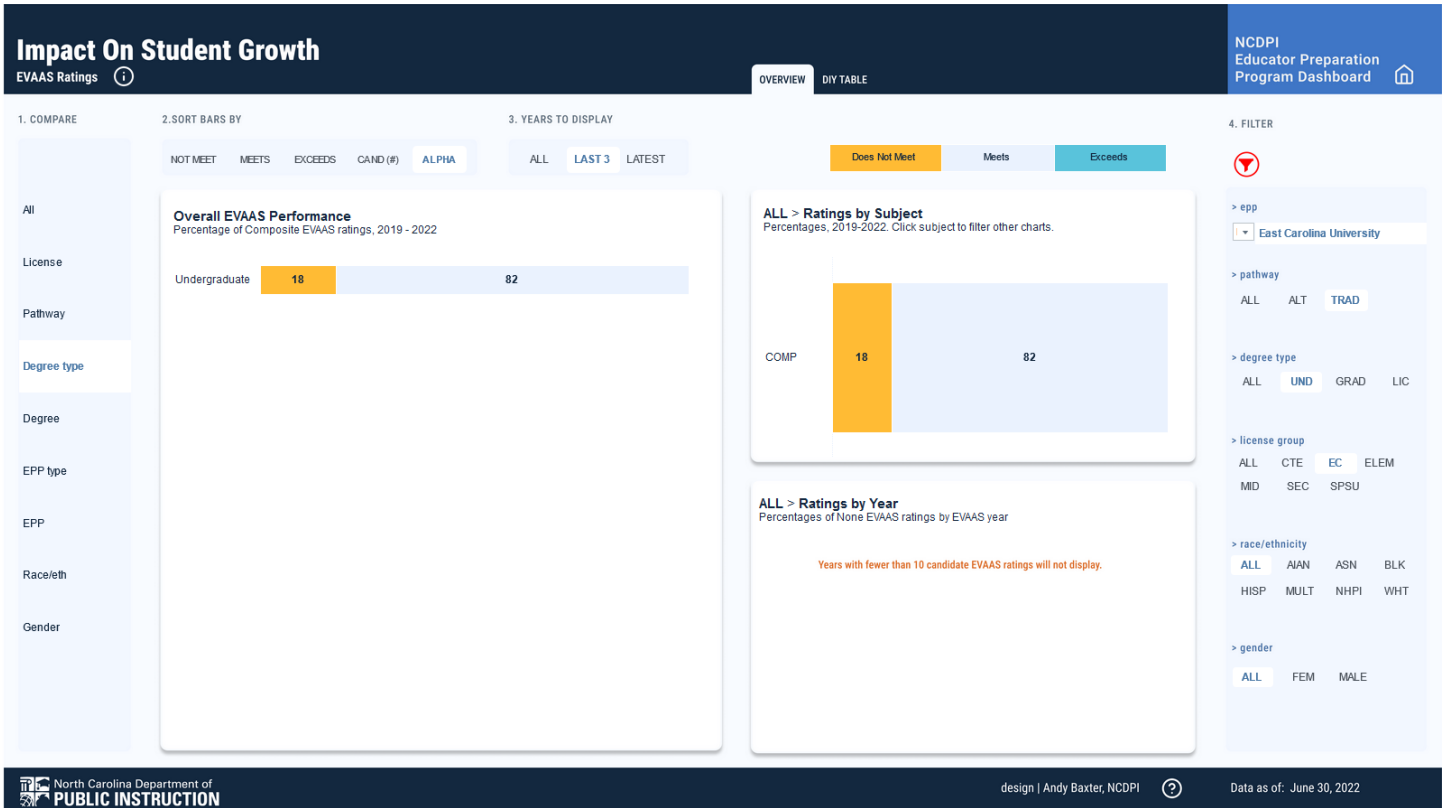 Impact On Student Growth
EVAAS Ratings
i
OVERVIEW
DIY TABLE
NCDPI
Educator Preparation
Program Dashboard
1. COMPARE
All
License
Pathway
Degree type
Degree
EPP type
EPP
Race/eth
Gender
2.SORT BARS BY
NOT MEET MEETS EXCEEDS CAND (#) ALPHA
3. YEARS TO DISPLAY
ALL LAST 3 LATEST
Does Not Meet Meets Exceeds
Overall EVAAS Performance
Percentage of Composite EVAAS ratings, 2019 - 2022
Undergraduate 18 82
ALL > Ratings by Subject
Percentages, 2019-2022. Click subject to filter other charts.
COMP 18 82
ALL > Ratings by Year
Percentages of None EVAAS ratings by EVAAS year
Years with fewer than 10 candidate EVAAS ratings will not display.
4. FILTER
> epp
East Carolina University
> pathway
ALL ALT TRAD
> degree type
ALL UND GRAD LIC
> license group
ALL CTE EC ELEM
MID SEC SPSU
> race/ethnicity
ALL AIAN ASN BLK
HISP MULT NHPI WHT
> gender
ALL FEM MALE
North Carolina Department of
PUBLIC INSTRUCTION
design | Andy Baxter, NCDPI
?
Data as of: June 30, 2022